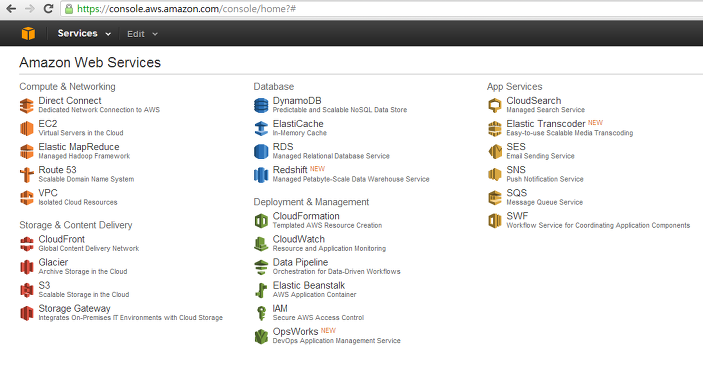 https://console.aws.amazon.com/console/home?#
Services Edit
Amazon Web Services
Compute & Networking
Direct Connect
Dedicated Network Connection to AWS
EC2
Virtual Servers in the Cloud
Elastic MapReduce
Managed Hadoop Framework
Route 53
Scalable Domain Name System
VPC
Isolated Cloud Resources
Storage & Content Delivery
CloudFront
Global Content Delivery Network
Glacier
Archive Storage in the Cloud
S3
Scalable Storage in the Cloud
Storage Gateway
Integrates On-Premises IT Environments with Cloud Storage
Database
DynamoDB
Predictable and Scalable NoSQL Data Store
ElastiCache
In-Memory Cache
RDS
Managed Relational Database Service
Redshift NEW
Managed Petabyte-Scale Data Warehouse Service
Deployment & Management
CloudFormation
Templated AWS Resource Creation
CloudWatch
Resource and Application Monitoring
Data Pipeline
Orchestration for Data-Driven Workflows
Elastic Beanstalk
AWS Application Container
IAM
Secure AWS Access Control
OpsWorks NEW
DevOps Application Management Service
App Services
CloudSearch
Managed Search Service
Elastic Transcoder NEW
Easy-to-use Scalable Media Transcoding
SES
Email Sending Service
SNS
Push Notification Service
SQS
Message Queue Service
SWF
Workflow Service for Coordinating Application Components